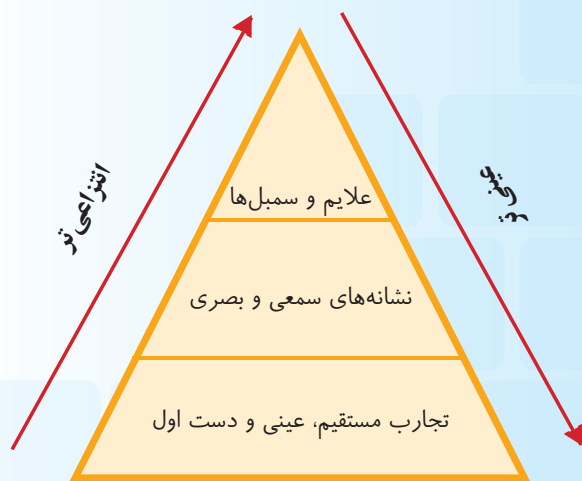 علایم و سمبل‌ها
نشانه‌های سمعی و بصری
تجارب مستقیم، عینی و دست اول
انتزاعی‌تر
عینی‌تر